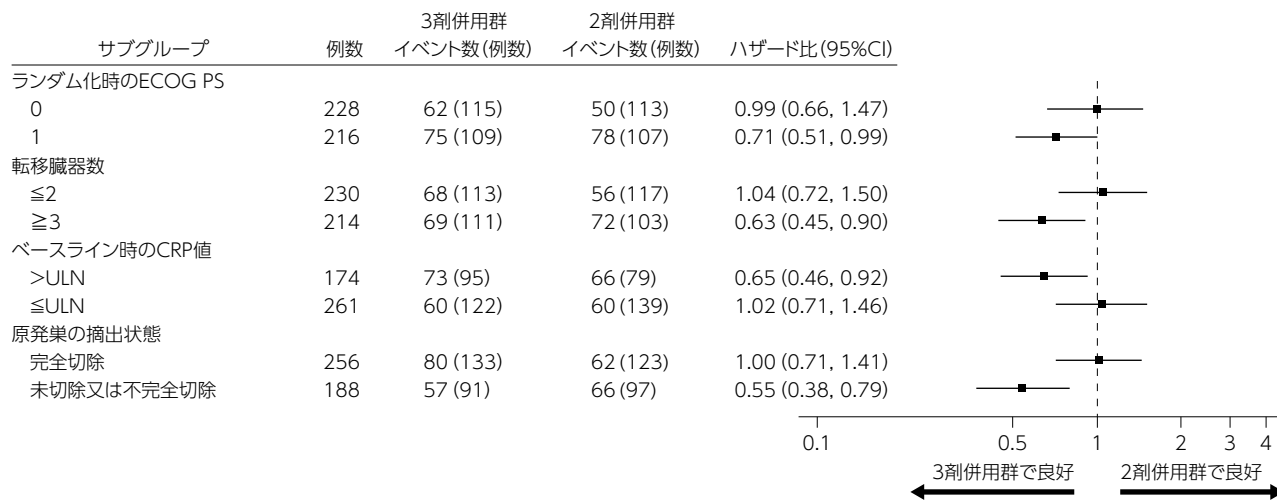 3剤併用群 2剤併用群
サブグループ 例数 イベント数(例数) イベント数(例数) ハザード比(95%CI)
ランダム化時のECOG PS
0 228 62 (115) 50 (113) 0.99 (0.66, 1.47)
1 216 75 (109) 78 (107) 0.71 (0.51, 0.99)
転移臓器数
≦2 230 68 (113) 56 (117) 1.04 (0.72, 1.50)
≧3 214 69 (111) 72 (103) 0.63 (0.45, 0.90)
ベースライン時のCRP値
>ULN 174 73 (95) 66 (79) 0.65 (0.46, 0.92)
≦ULN 261 60 (122) 60 (139) 1.02 (0.71, 1.46)
原発巣の摘出状態
完全切除 256 80 (133) 62 (123) 1.00 (0.71, 1.41)
未切除又は不完全切除 188 57 (91) 66 (97) 0.55 (0.38, 0.79)
0.1 0.5 1 2 3 4
3剤併用群で良好 2剤併用群で良好